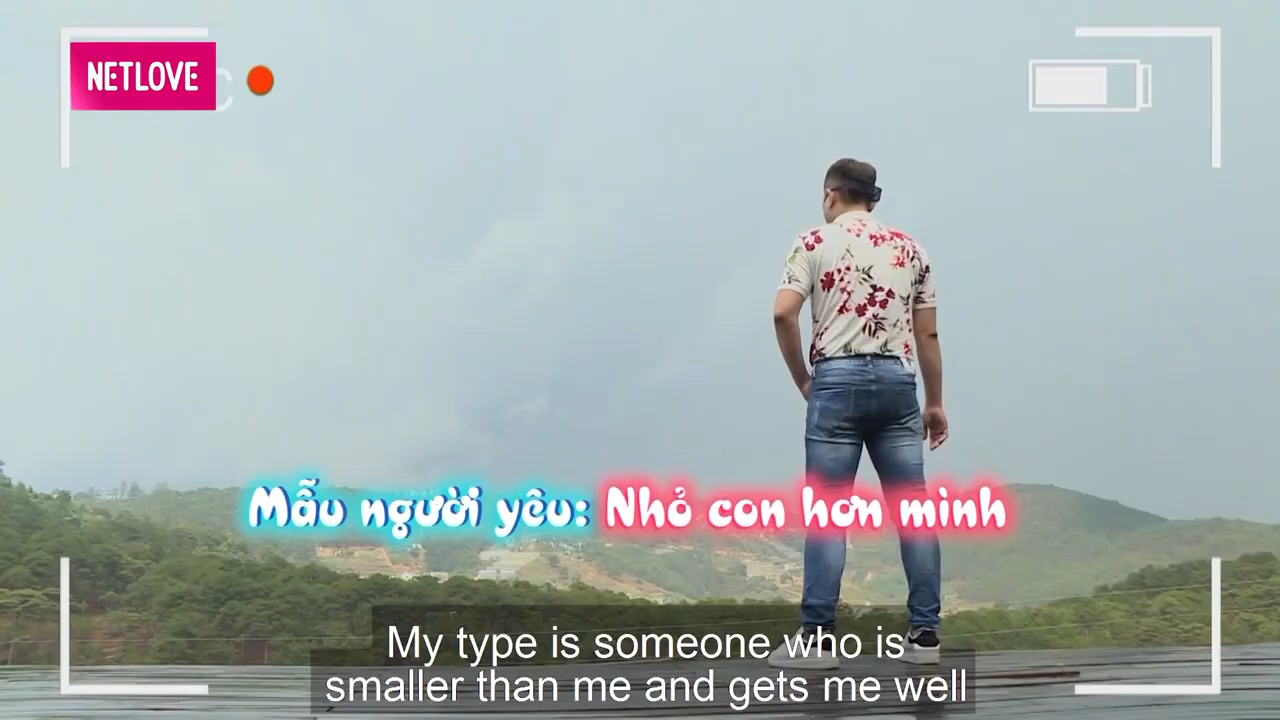 NETLOVE
Mẫu người yêu: Nhỏ con hơn mình
My type is someone who is
smaller than me and gets me well